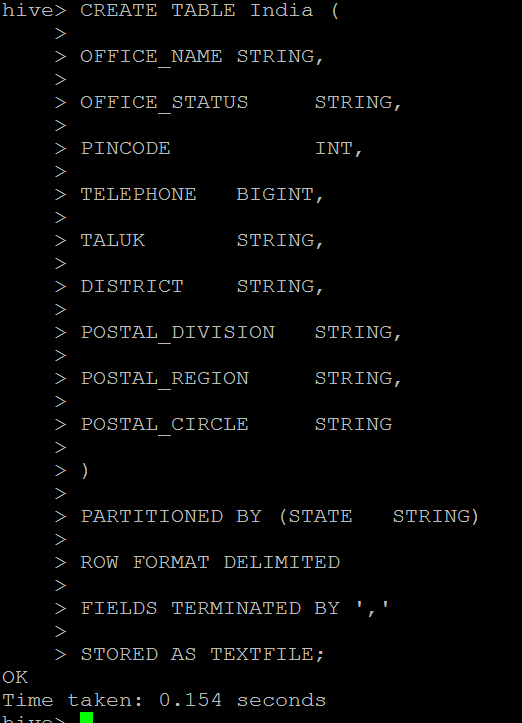 hive> CREATE TABLE India (
    >
    > OFFICE_NAME STRING,
    >
    > OFFICE_STATUS     STRING,
    >
    > PINCODE           INT,
    >
    > TELEPHONE   BIGINT,
    >
    > TALUK       STRING,
    >
    > DISTRICT    STRING,
    >
    > POSTAL_DIVISION   STRING,
    >
    > POSTAL_REGION     STRING,
    >
    > POSTAL_CIRCLE     STRING
    >
    > )
    >
    > PARTITIONED BY (STATE   STRING)
    >
    > ROW FORMAT DELIMITED
    >
    > FIELDS TERMINATED BY ','
    >
    > STORED AS TEXTFILE;
OK
Time taken: 0.154 seconds
hive>